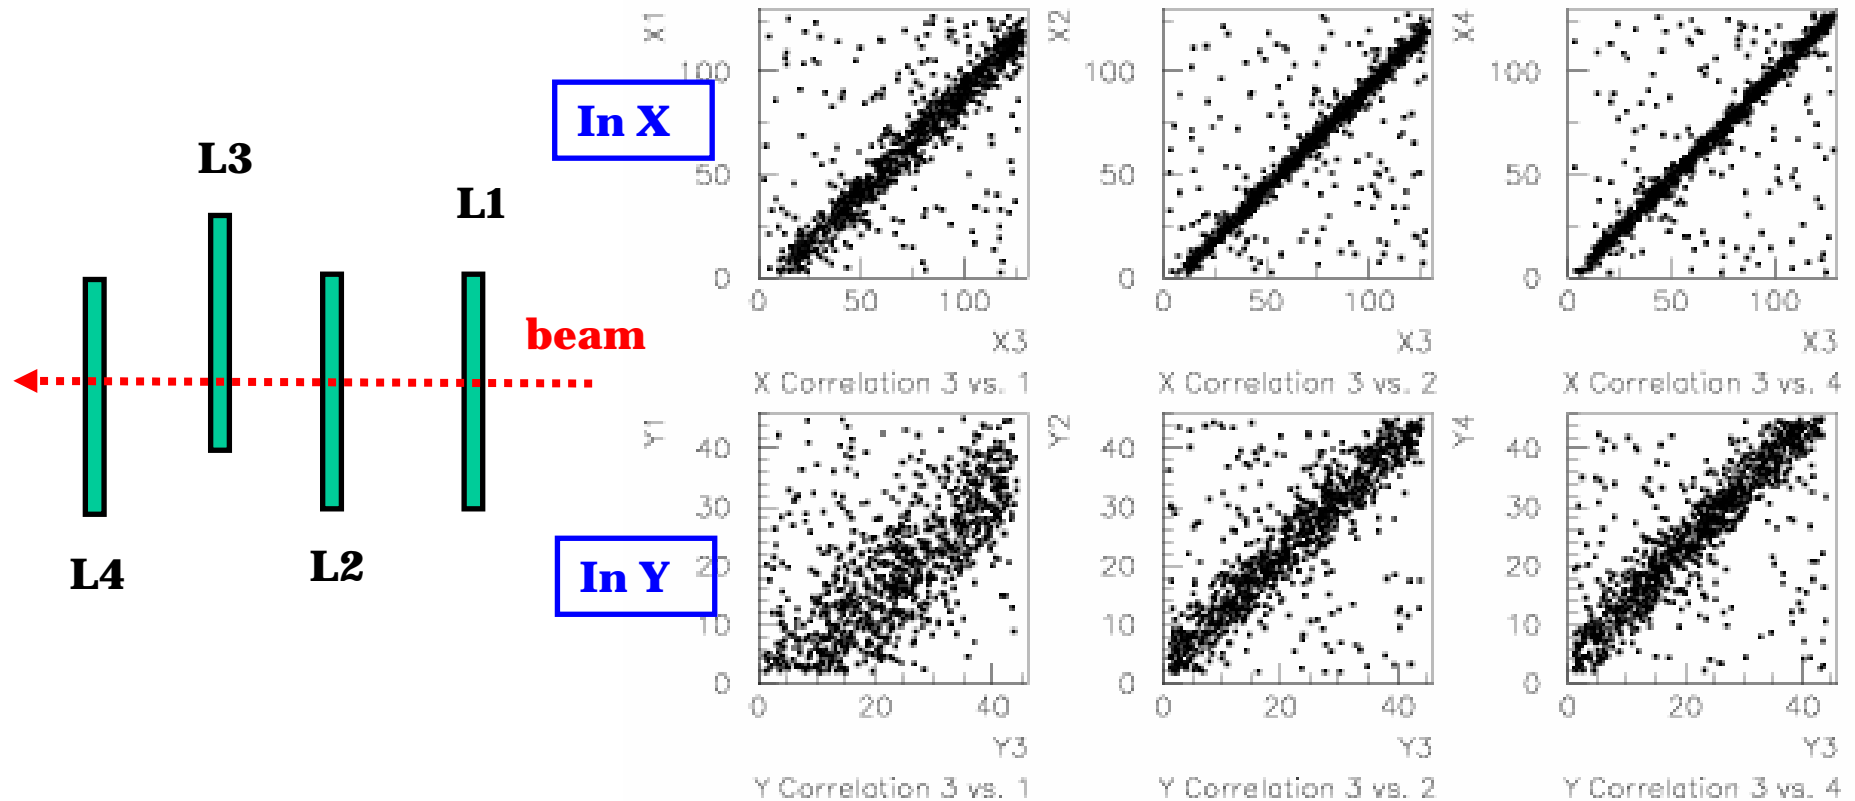 L3
L1
beam
L4
L2
In X
X1
100
50
0
0 50 100
X3
X Correlation 3 vs. 1
X2
100
50
0
0 50 100
X3
X Correlation 3 vs. 2
X4
100
50
0
0 50 100
X3
X Correlation 3 vs. 4
In Y
Y1
40
30
20
10
0
0 20 40
Y3
Y Correlation 3 vs. 1
Y2
40
30
20
10
0
0 20 40
Y3
Y Correlation 3 vs. 2
Y4
40
30
20
10
0
0 20 40
Y3
Y Correlation 3 vs. 4